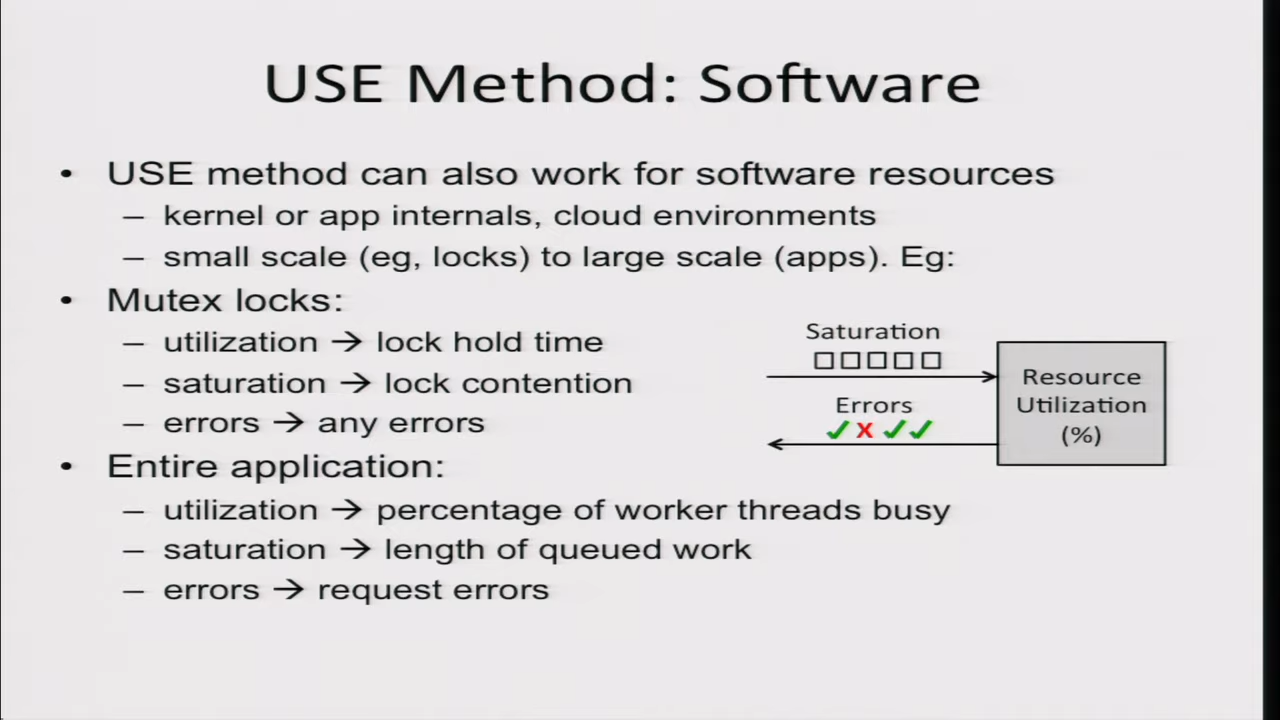 USE Method: Software
• USE method can also work for software resources
– kernel or app internals, cloud environments
– small scale (eg, locks) to large scale (apps). Eg:
• Mutex locks:
– utilization → lock hold time
– saturation → lock contention
– errors → any errors
• Entire application:
– utilization → percentage of worker threads busy
– saturation → length of queued work
– errors → request errors
Saturation
Errors
✓ X ✓ ✓
Resource
Utilization
(%)